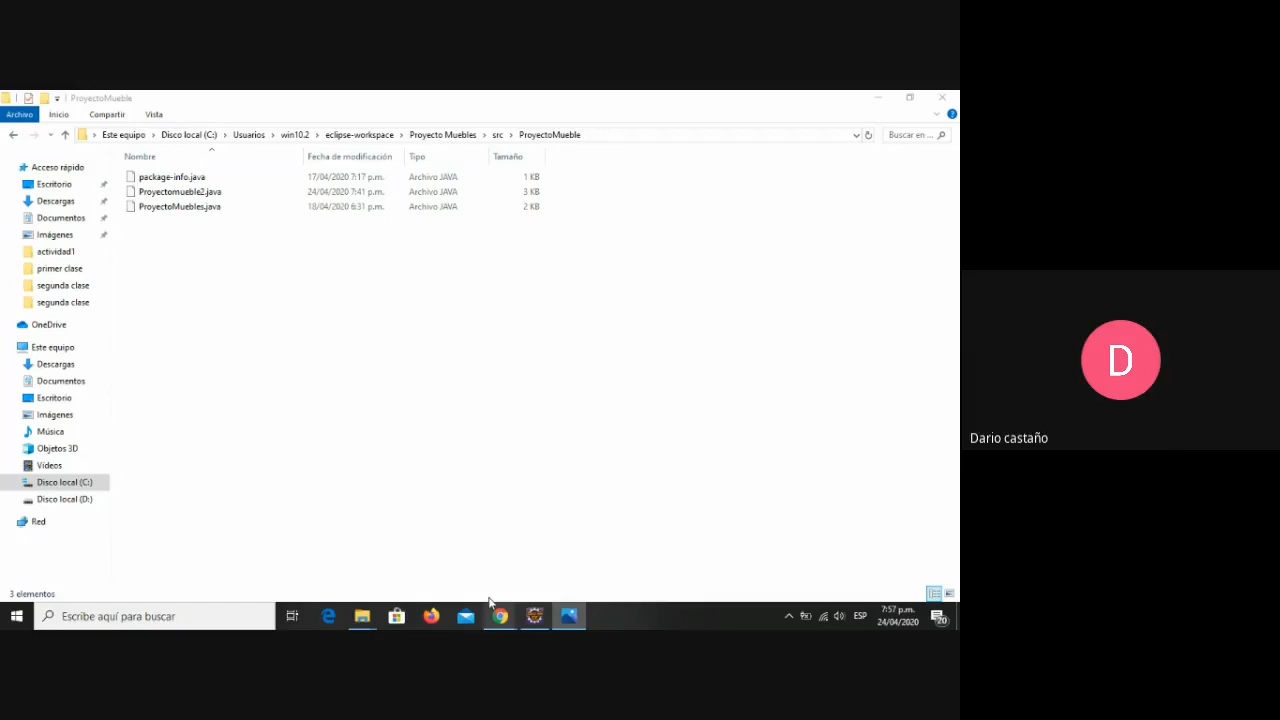 ProyectoMueble
Archivo Inicio Compartir Vista
Este equipo Disco local (C:) Usuarios win10.2 eclipse-workspace Proyecto Muebles src ProyectoMueble Buscar en ...
Nombre Fecha de modificación Tipo Tamaño
package-info.java 17/04/2020 7:17 p.m. Archivo JAVA 1 KB
Proyectomueble2.java 24/04/2020 7:41 p.m. Archivo JAVA 3 KB
ProyectoMuebles.java 18/04/2020 6:31 p.m. Archivo JAVA 2 KB
Acceso rápido
Escritorio
Descargas
Documentos
Imágenes
actividad1
primer clase
segunda clase
segunda clase
OneDrive
Este equipo
Descargas
Documentos
Escritorio
Imágenes
Música
Objetos 3D
Vídeos
Disco local (C:)
Disco local (D:)
Red
3 elementos
Escribe aquí para buscar
ESP
7:57 p.m.
24/04/2020
20
D
Dario castaño